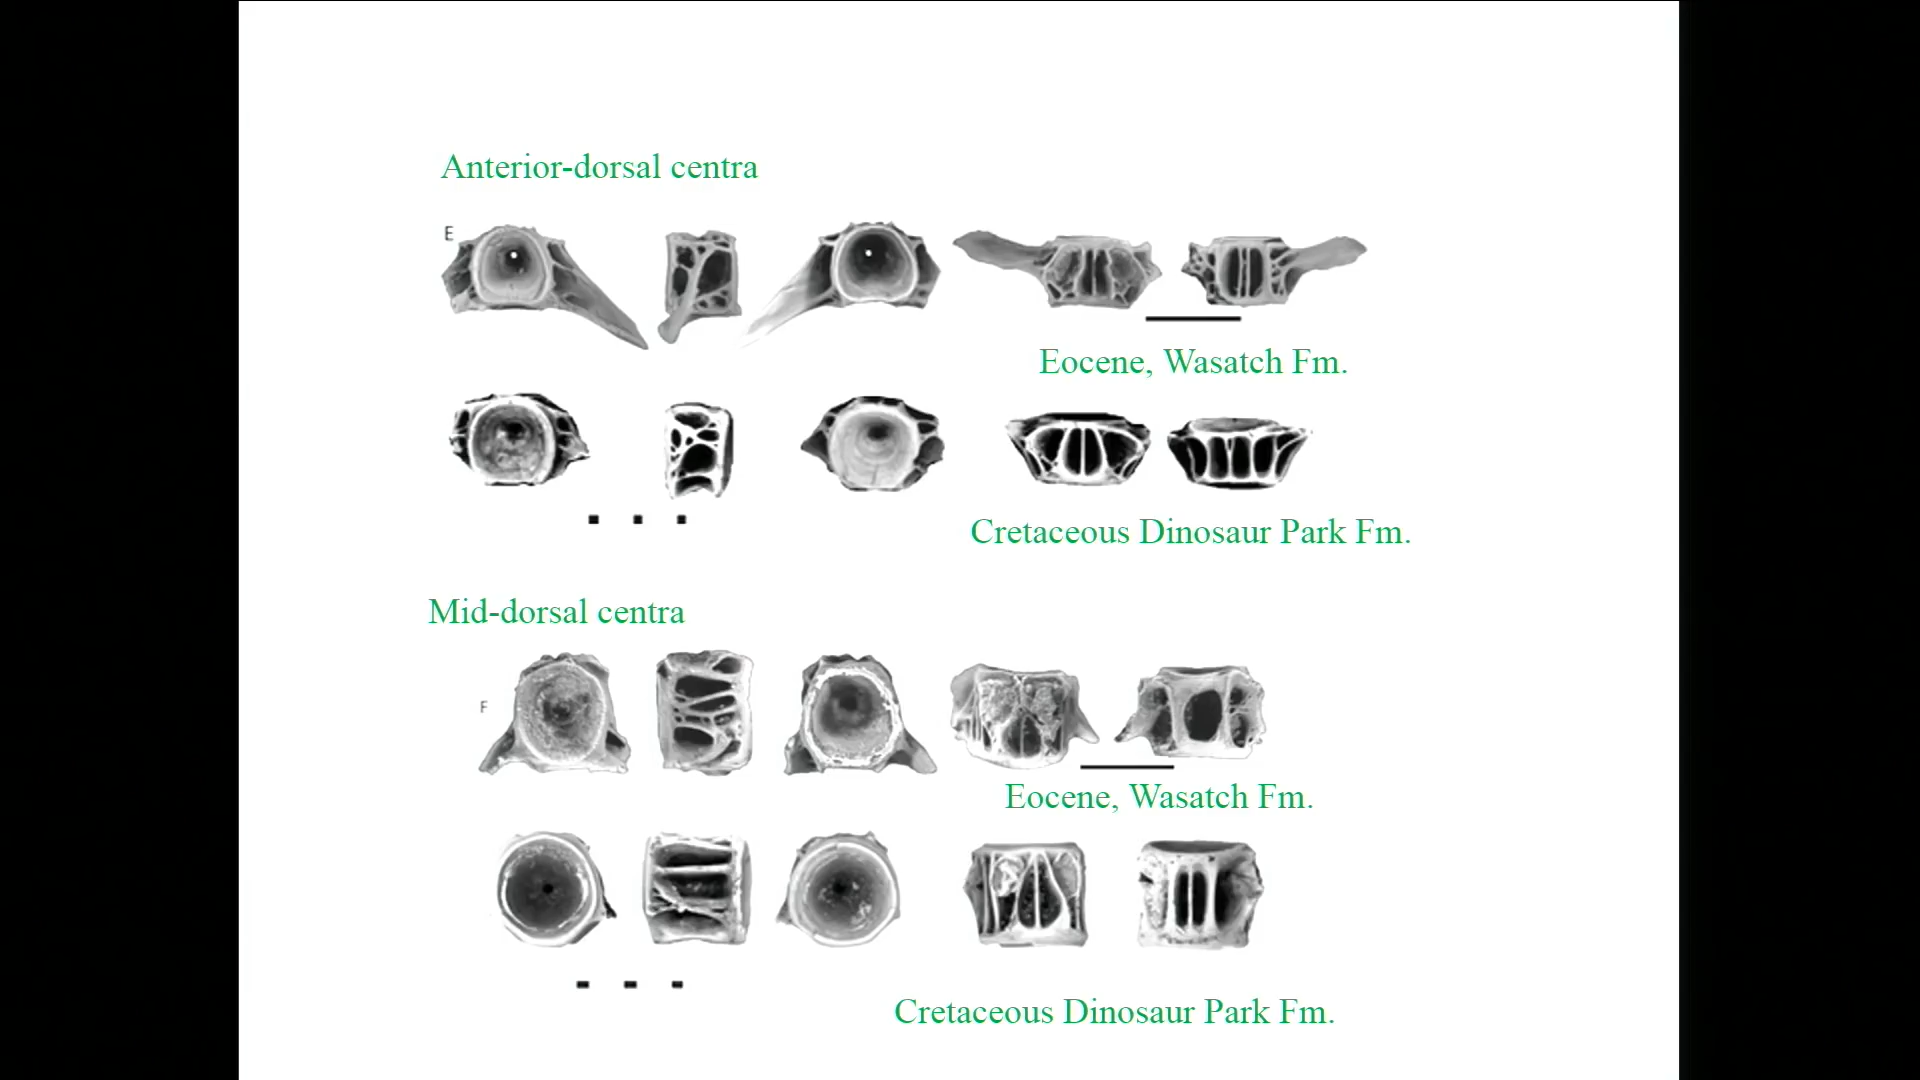 Anterior-dorsal centra
E
Eocene, Wasatch Fm.
Cretaceous Dinosaur Park Fm.
Mid-dorsal centra
F
Eocene, Wasatch Fm.
Cretaceous Dinosaur Park Fm.